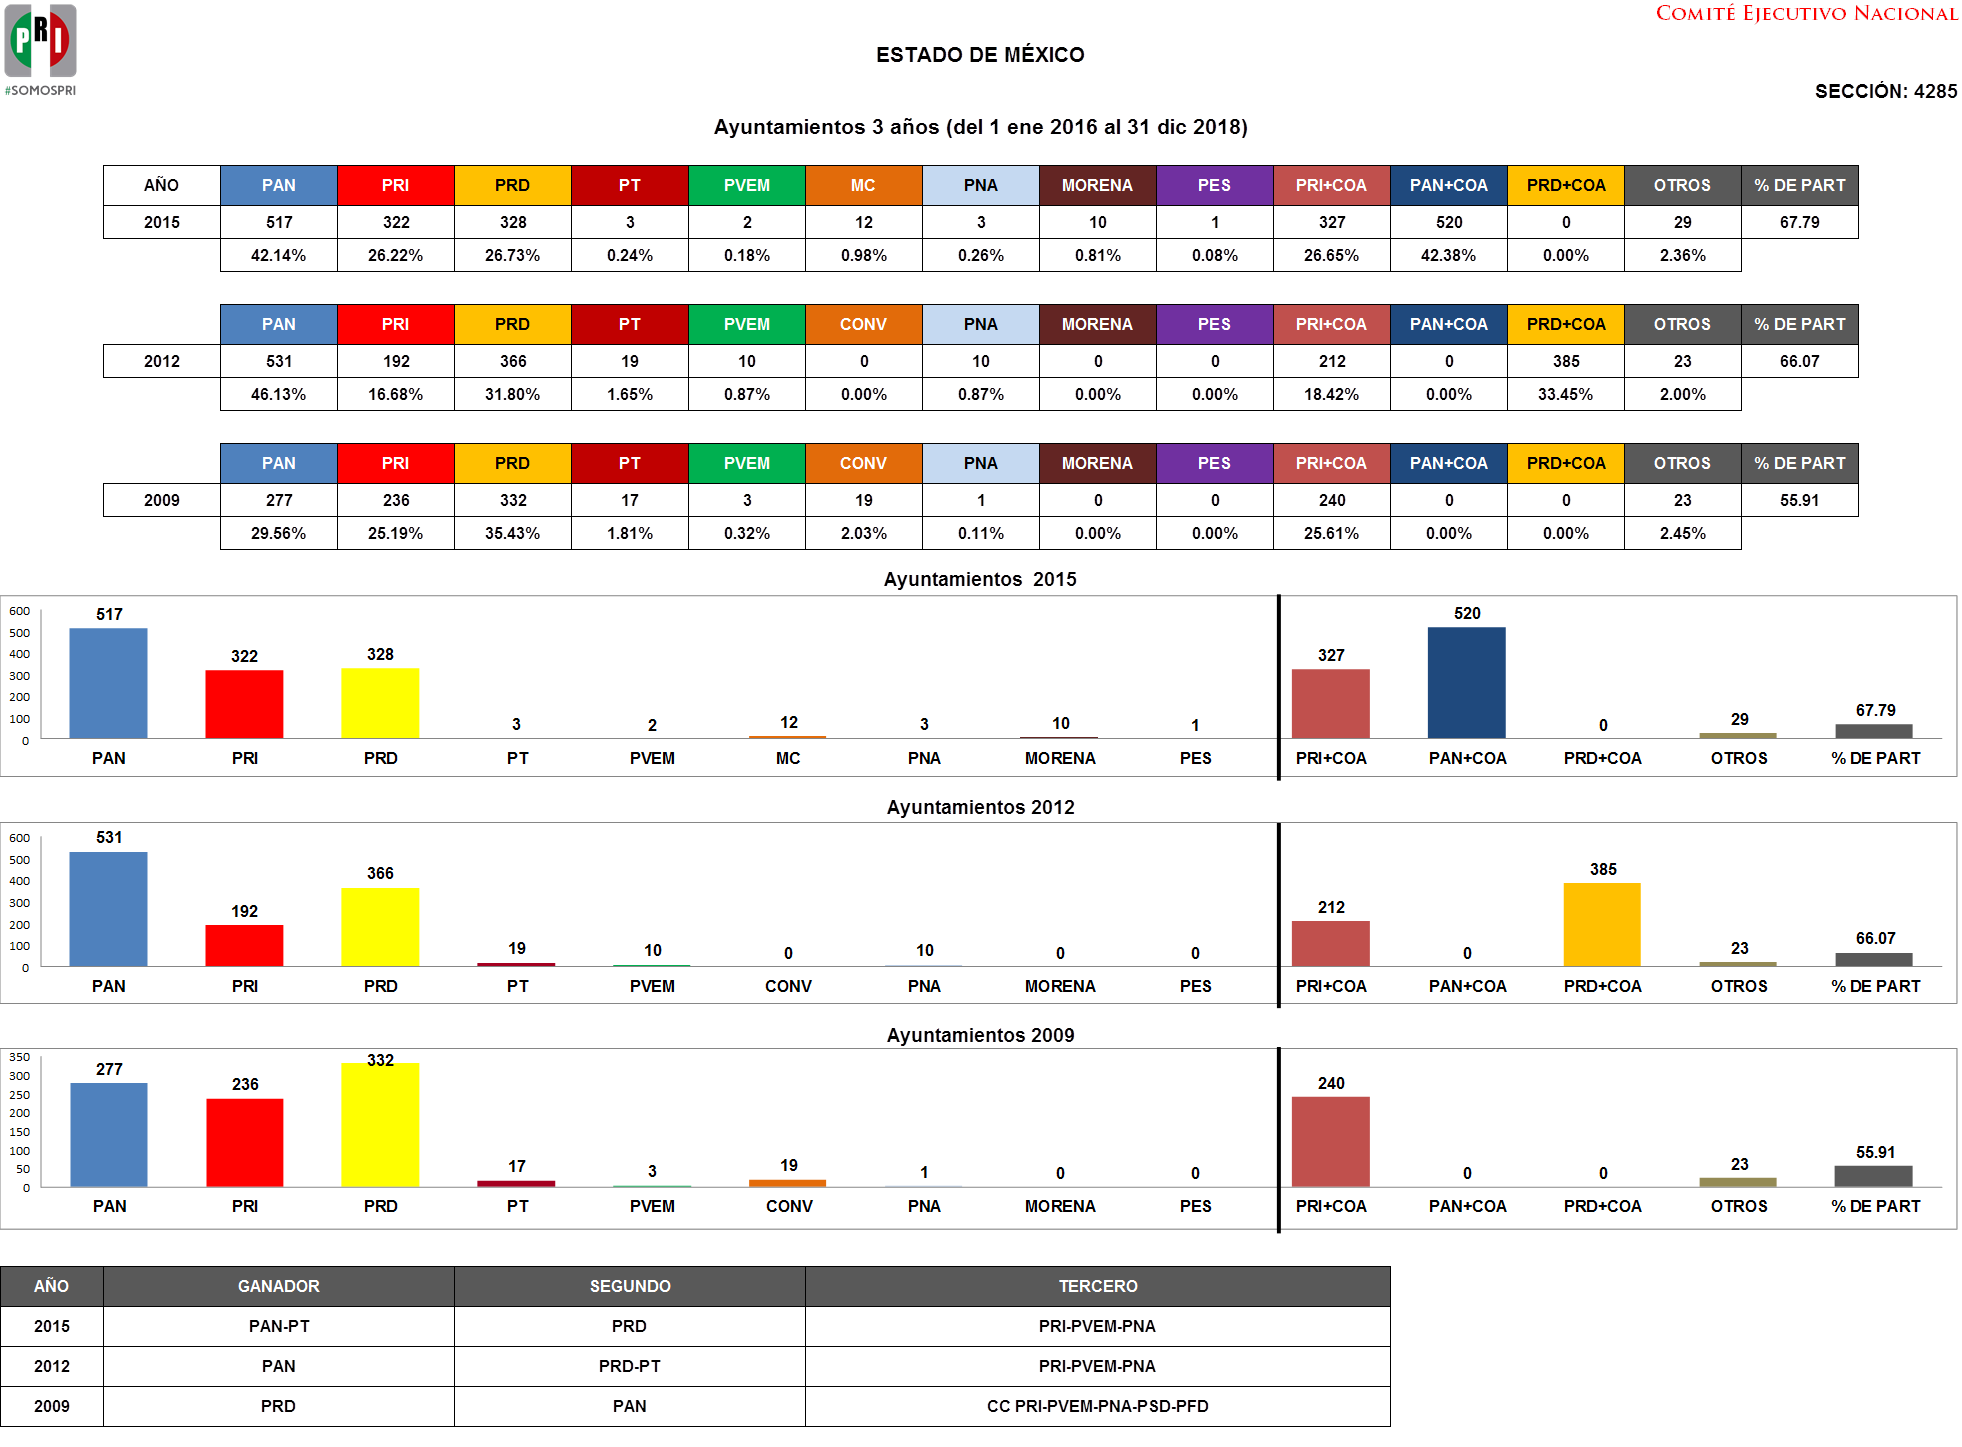 COMITÉ EJECUTIVO NACIONAL
PRI
#SOMOSPRI
ESTADO DE MÉXICO
SECCIÓN: 4285
Ayuntamientos 3 años (del 1 ene 2016 al 31 dic 2018)
AÑO PAN PRI PRD PT PVEM MC PNA MORENA PES PRI+COA PAN+COA PRD+COA OTROS % DE PART
2015 517 322 328 3 2 12 3 10 1 327 520 0 29 67.79
42.14% 26.22% 26.73% 0.24% 0.18% 0.98% 0.26% 0.81% 0.08% 26.65% 42.38% 0.00% 2.36%
PAN PRI PRD PT PVEM CONV PNA MORENA PES PRI+COA PAN+COA PRD+COA OTROS % DE PART
2012 531 192 366 19 10 0 10 0 0 212 0 385 23 66.07
46.13% 16.68% 31.80% 1.65% 0.87% 0.00% 0.87% 0.00% 0.00% 18.42% 0.00% 33.45% 2.00%
PAN PRI PRD PT PVEM CONV PNA MORENA PES PRI+COA PAN+COA PRD+COA OTROS % DE PART
2009 277 236 332 17 3 19 1 0 0 240 0 0 23 55.91
29.56% 25.19% 35.43% 1.81% 0.32% 2.03% 0.11% 0.00% 0.00% 25.61% 0.00% 0.00% 2.45%
Ayuntamientos 2015
600
500
400
300
200
100
0
517 322 328 3 2 12 3 10 1 327 520 0 29 67.79
PAN PRI PRD PT PVEM MC PNA MORENA PES PRI+COA PAN+COA PRD+COA OTROS % DE PART
Ayuntamientos 2012
600
500
400
300
200
100
0
531 192 366 19 10 0 10 0 0 212 0 385 23 66.07
PAN PRI PRD PT PVEM CONV PNA MORENA PES PRI+COA PAN+COA PRD+COA OTROS % DE PART
Ayuntamientos 2009
350
300
250
200
150
100
50
0
277 236 332 17 3 19 1 0 0 240 0 0 23 55.91
PAN PRI PRD PT PVEM CONV PNA MORENA PES PRI+COA PAN+COA PRD+COA OTROS % DE PART
AÑO GANADOR SEGUNDO TERCERO
2015 PAN-PT PRD PRI-PVEM-PNA
2012 PAN PRD-PT PRI-PVEM-PNA
2009 PRD PAN CC PRI-PVEM-PNA-PSD-PFD